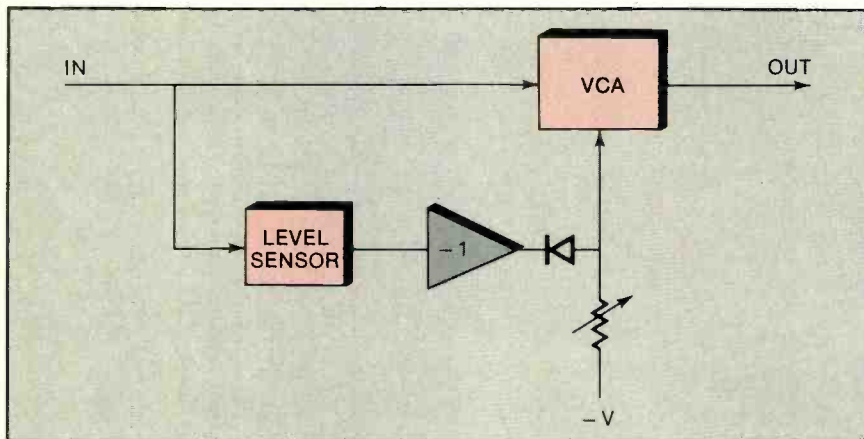 IN
VCA
OUT
LEVEL
SENSOR
– 1
– V